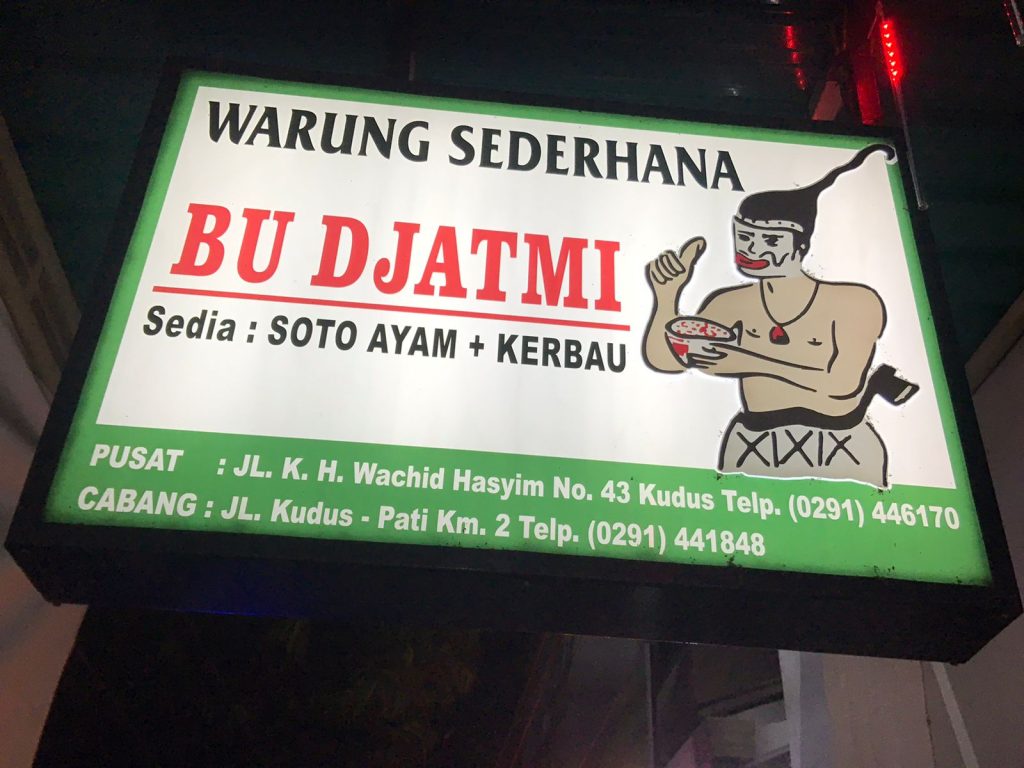 WARUNG SEDERHANA
BU DJATMI
Sedia : SOTO AYAM + KERBAU
XIXIX
PUSAT : JL. K. H. Wachid Hasyim No. 43 Kudus Telp. (0291) 446170
CABANG : JL. Kudus - Pati Km. 2 Telp. (0291) 441848